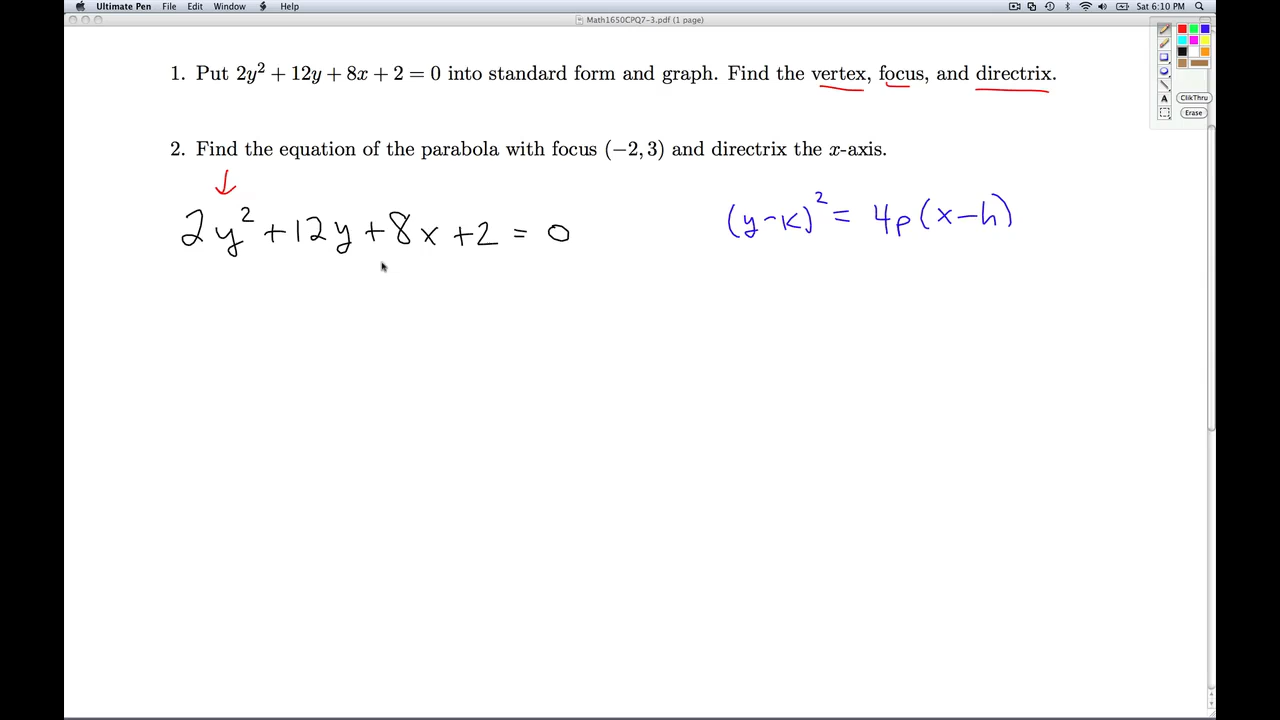 Ultimate Pen File Edit Window Help Sat 6:10 PM
Math1650CPQ7-3.pdf (1 page)
1. Put 2y² + 12y + 8x + 2 = 0 into standard form and graph. Find the vertex, focus, and directrix.
2. Find the equation of the parabola with focus (−2, 3) and directrix the x-axis.
2y² + 12y + 8x + 2 = 0
(y − k)² = 4p(x − h)
A
ClikThru
Erase